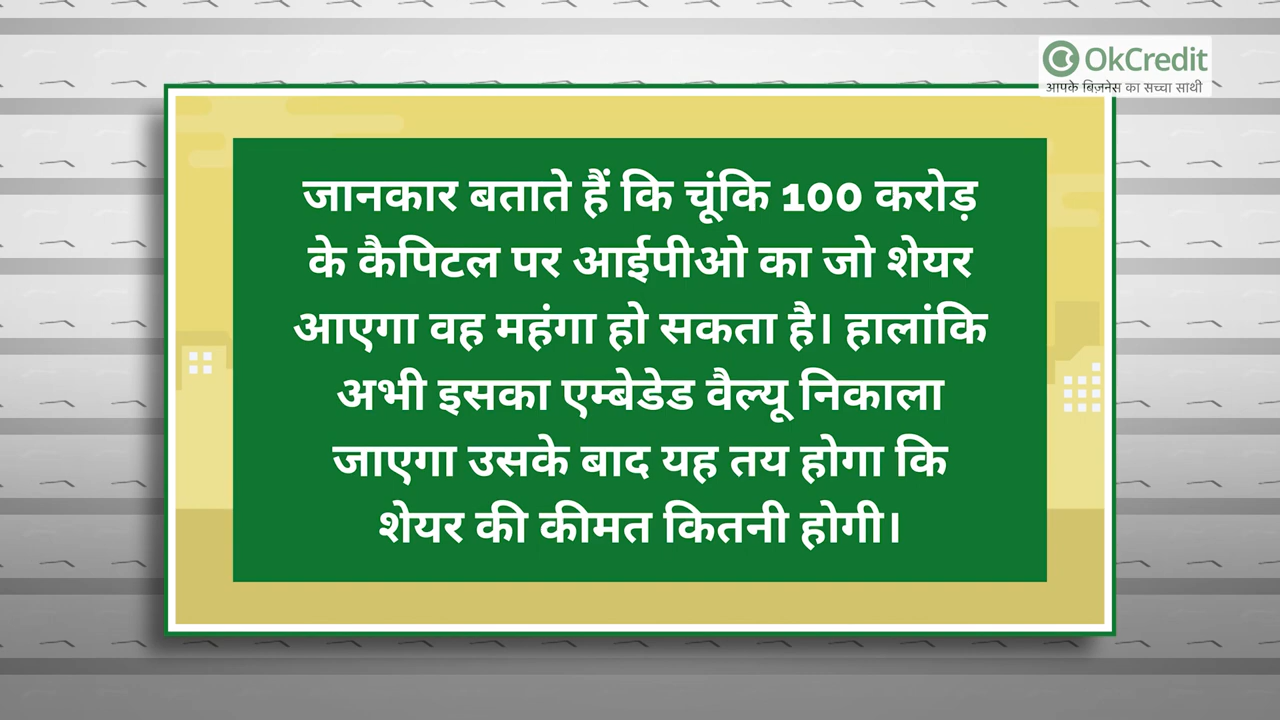 OkCredit
आपके बिज़नेस का सच्चा साथी
जानकार बताते हैं कि चूंकि 100 करोड़
के कैपिटल पर आईपीओ का जो शेयर
आएगा वह महंगा हो सकता है। हालांकि
अभी इसका एम्बेडेड वैल्यू निकाला
जाएगा उसके बाद यह तय होगा कि
शेयर की कीमत कितनी होगी।